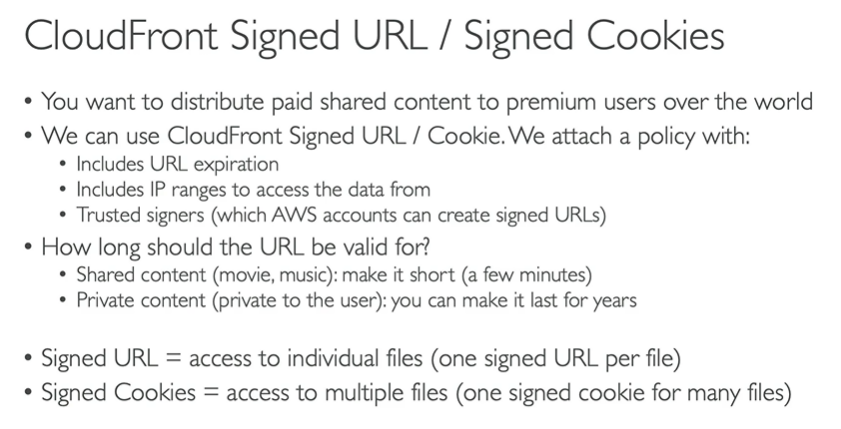 CloudFront Signed URL / Signed Cookies
• You want to distribute paid shared content to premium users over the world
• We can use CloudFront Signed URL / Cookie. We attach a policy with:
• Includes URL expiration
• Includes IP ranges to access the data from
• Trusted signers (which AWS accounts can create signed URLs)
• How long should the URL be valid for?
• Shared content (movie, music): make it short (a few minutes)
• Private content (private to the user): you can make it last for years
• Signed URL = access to individual files (one signed URL per file)
• Signed Cookies = access to multiple files (one signed cookie for many files)